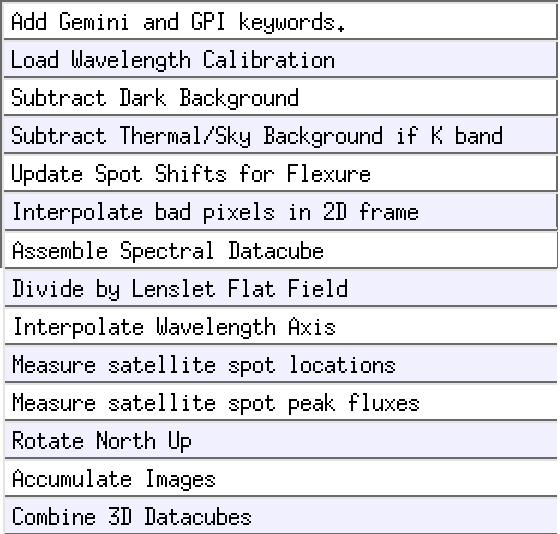 Add Gemini and GPI keywords.
Load Wavelength Calibration
Subtract Dark Background
Subtract Thermal/Sky Background if K band
Update Spot Shifts for Flexure
Interpolate bad pixels in 2D frame
Assemble Spectral Datacube
Divide by Lenslet Flat Field
Interpolate Wavelength Axis
Measure satellite spot locations
Measure satellite spot peak fluxes
Rotate North Up
Accumulate Images
Combine 3D Datacubes